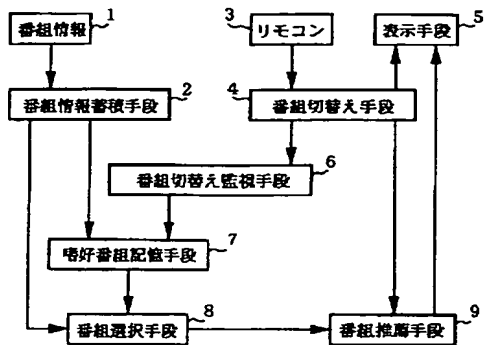 1
番組情報
3
リモコン
5
表示手段
2
番組情報蓄積手段
4
番組切替え手段
6
番組切替え監視手段
7
嗜好番組記憶手段
8
番組選択手段
9
番組推薦手段